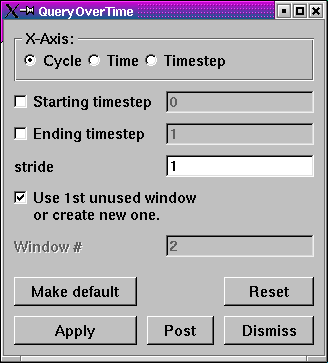 QueryOverTime
X-Axis:
Cycle Time Timestep
Starting timestep 0
Ending timestep 1
stride 1
Use 1st unused window
or create new one.
Window # 2
Make default Reset
Apply Post Dismiss